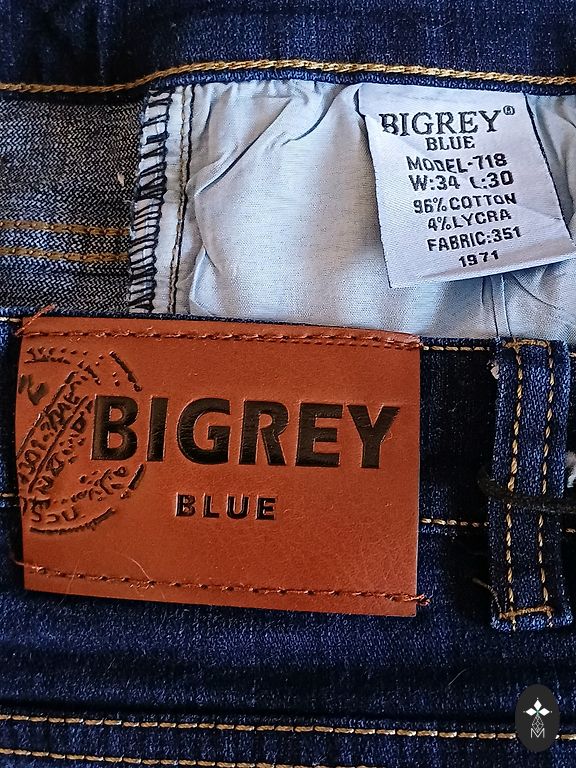 BIGREY®
BLUE
MODEL-718
W:34 L:30
96% COTTON
4% LYCRA
FABRIC:351
1971
BIGREY
BLUE